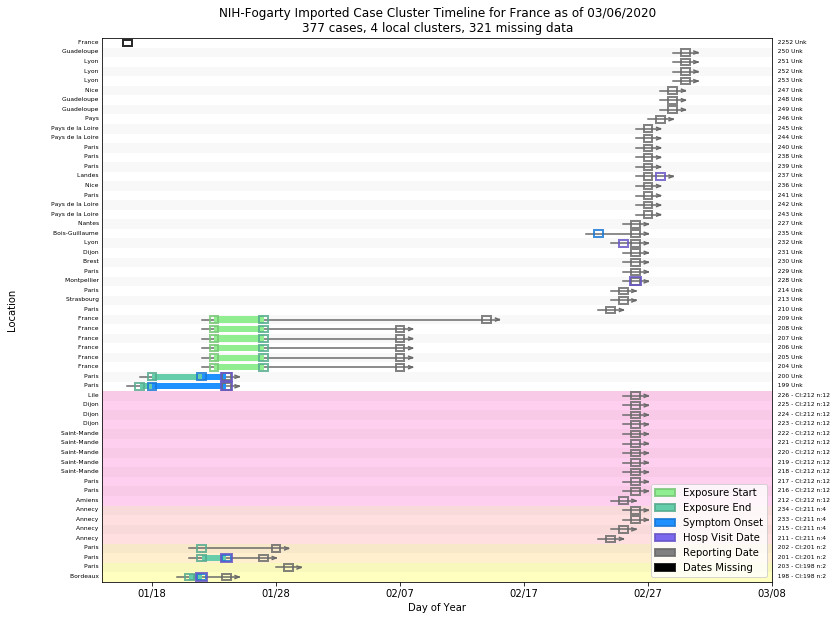 NIH-Fogarty Imported Case Cluster Timeline for France as of 03/06/2020
377 cases, 4 local clusters, 321 missing data
France 2252 Unk
Guadeloupe 250 Unk
Lyon 251 Unk
Lyon 252 Unk
Lyon 253 Unk
Nice 247 Unk
Guadeloupe 248 Unk
Guadeloupe 249 Unk
Pays 246 Unk
Pays de la Loire 245 Unk
Pays de la Loire 244 Unk
Paris 240 Unk
Paris 238 Unk
Paris 239 Unk
Landes 237 Unk
Nice 236 Unk
Paris 241 Unk
Pays de la Loire 242 Unk
Pays de la Loire 243 Unk
Nantes 227 Unk
Bois-Guillaume 235 Unk
Lyon 232 Unk
Dijon 231 Unk
Brest 230 Unk
Paris 229 Unk
Montpellier 228 Unk
Paris 214 Unk
Strasbourg 213 Unk
Paris 210 Unk
France 209 Unk
France 208 Unk
France 207 Unk
France 206 Unk
France 205 Unk
France 204 Unk
Paris 200 Unk
Paris 199 Unk
Lile 226 - Cl:212 n:12
Dijon 225 - Cl:212 n:12
Dijon 224 - Cl:212 n:12
Dijon 223 - Cl:212 n:12
Saint-Mande 222 - Cl:212 n:12
Saint-Mande 221 - Cl:212 n:12
Saint-Mande 220 - Cl:212 n:12
Saint-Mande 219 - Cl:212 n:12
Saint-Mande 218 - Cl:212 n:12
Paris 217 - Cl:212 n:12
Paris 216 - Cl:212 n:12
Amiens 212 - Cl:212 n:12
Annecy 234 - Cl:211 n:4
Annecy 233 - Cl:211 n:4
Annecy 215 - Cl:211 n:4
Annecy 211 - Cl:211 n:4
Paris 202 - Cl:201 n:2
Paris 201 - Cl:201 n:2
Paris 203 - Cl:198 n:2
Bordeaux 198 - Cl:198 n:2
Location
Exposure Start
Exposure End
Symptom Onset
Hosp Visit Date
Reporting Date
Dates Missing
01/18 01/28 02/07 02/17 02/27 03/08
Day of Year